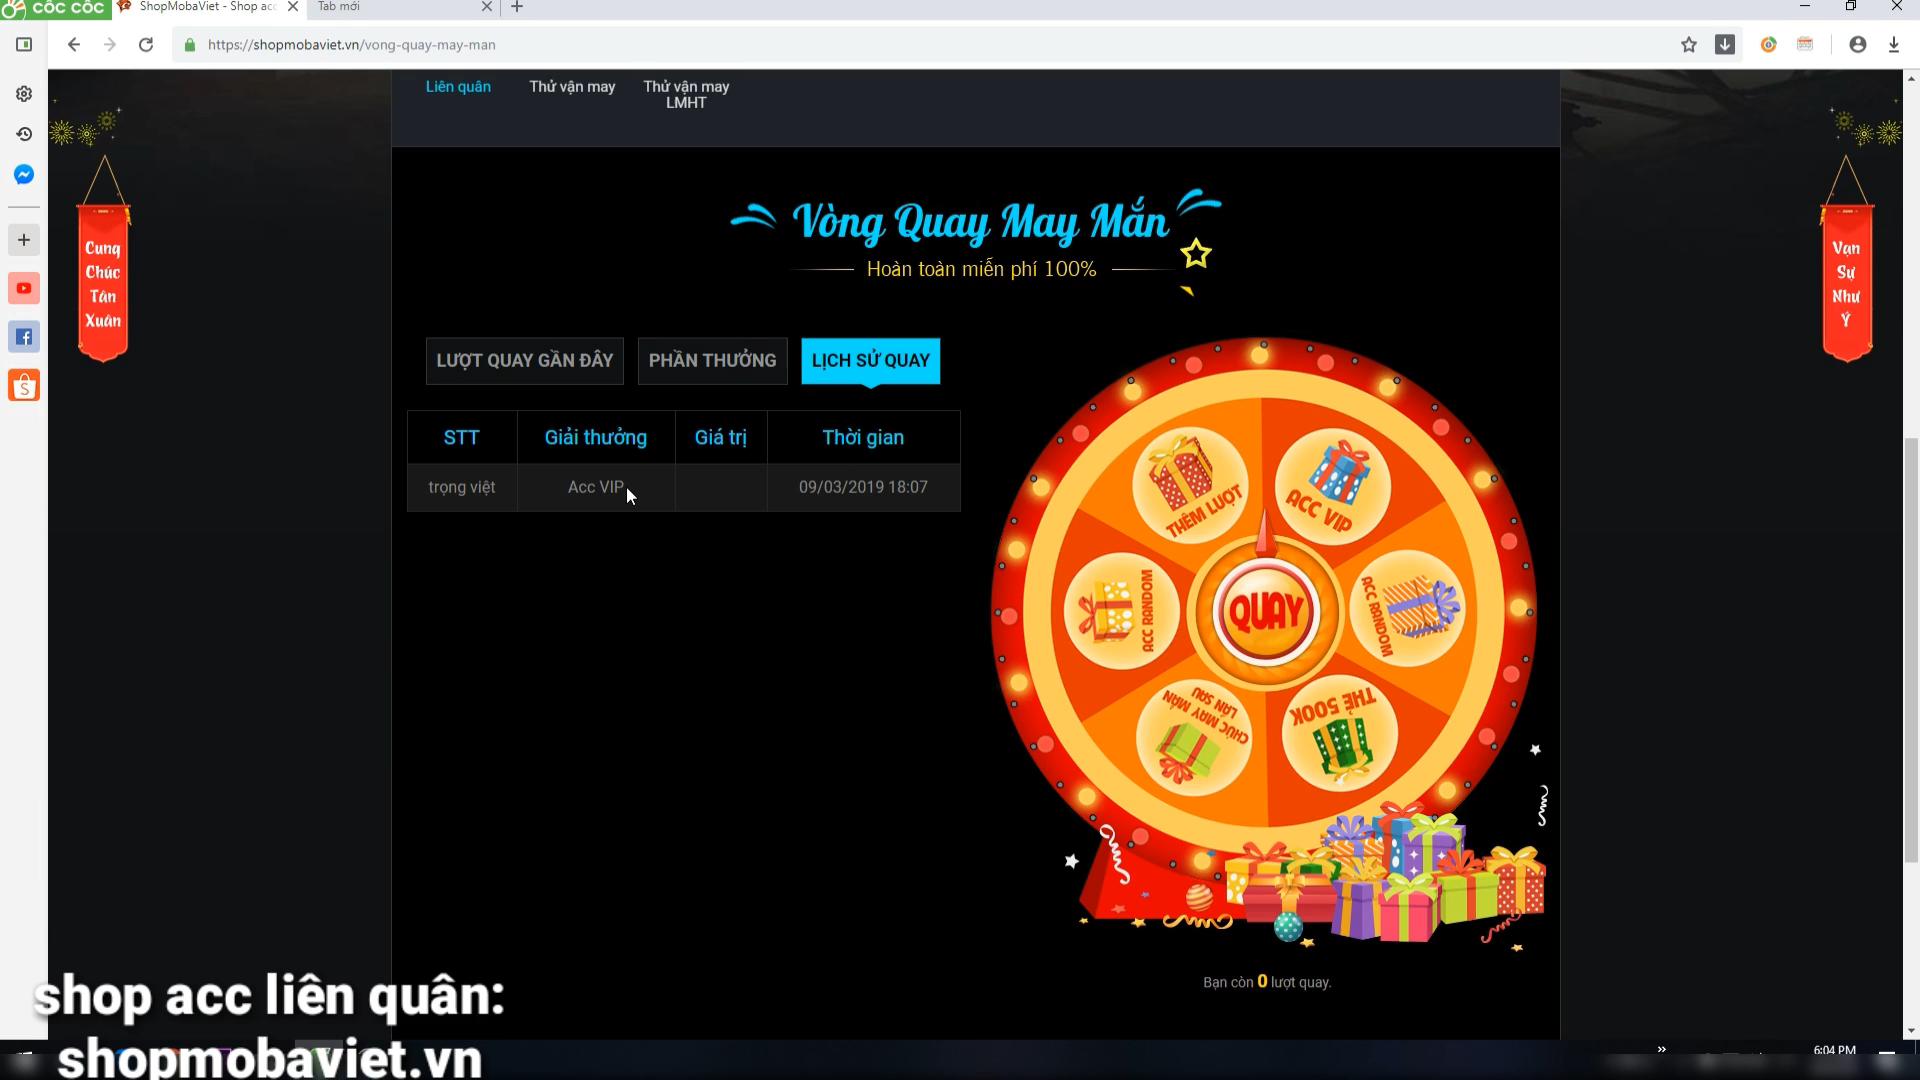 cốc cốc
ShopMobaViet - Shop acc
Tab mới
https://shopmobaviet.vn/vong-quay-may-man
Liên quân
Thử vận may
Thử vận may
LMHT
Cung
Chúc
Tân
Xuân
Vạn
Sự
Như
Ý
Vòng Quay May Mắn
Hoàn toàn miễn phí 100%
LƯỢT QUAY GẦN ĐÂY
PHẦN THƯỞNG
LỊCH SỬ QUAY
STT
Giải thưởng
Giá trị
Thời gian
trọng việt
Acc VIP
09/03/2019 18:07
THÊM LƯỢT
ACC VIP
ACC RANDOM
ACC RANDOM
QUAY
CHÚC MAY MẮN
LẦN SAU
THẺ 500K
Bạn còn 0 lượt quay.
shop acc liên quân:
shopmobaviet.vn
6:04 PM